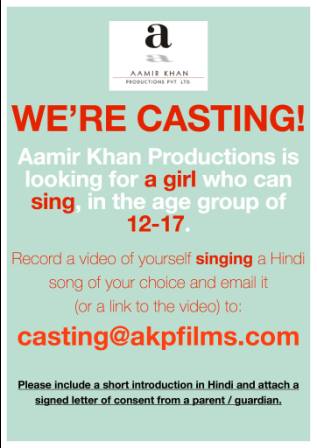 a
AAMIR KHAN
PRODUCTIONS PVT LTD
WE'RE CASTING!
Aamir Khan Productions is
looking for a girl who can
sing, in the age group of
12-17.
Record a video of yourself singing a Hindi
song of your choice and email it
(or a link to the video) to:
casting@akpfilms.com
Please include a short introduction in Hindi and attach a
signed letter of consent from a parent / guardian.